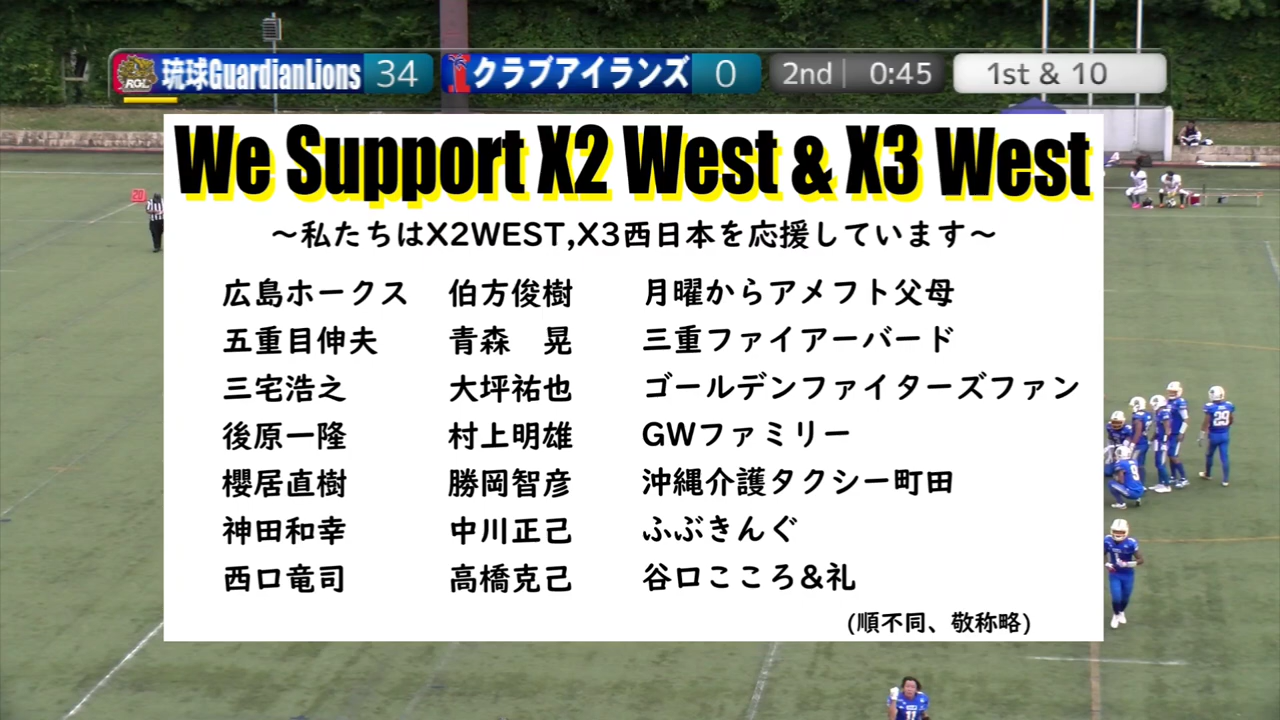 RGL 琉球GuardianLions 34 クラブアイランズ 0 2nd 0:45 1st & 10
We Support X2 West & X3 West
～私たちはX2WEST,X3西日本を応援しています～
広島ホークス 伯方俊樹 月曜からアメフト父母
五重目伸夫 青森　晃 三重ファイアーバード
三宅浩之 大坪祐也 ゴールデンファイターズファン
後原一隆 村上明雄 GWファミリー
櫻居直樹 勝岡智彦 沖縄介護タクシー町田
神田和幸 中川正己 ふぶきんぐ
西口竜司 高橋克己 谷口こころ&礼
(順不同、敬称略)
20
29
11